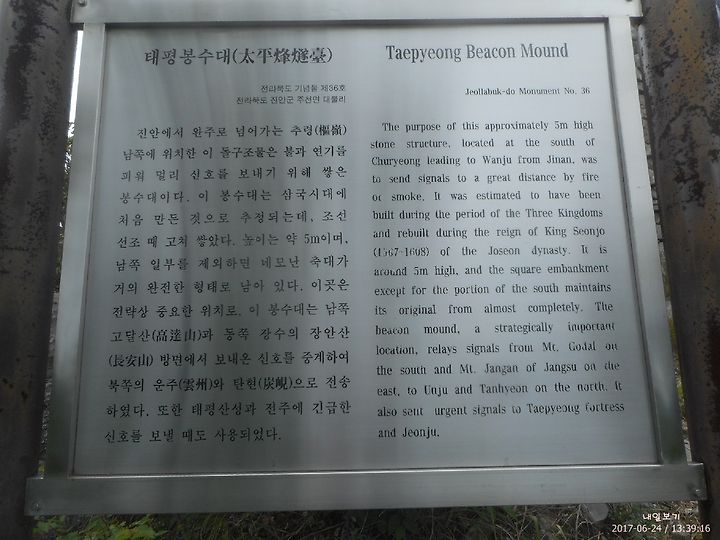 태평봉수대(太平烽燧臺)
전라북도 기념물 제36호
전라북도 진안군 주천면 대불리
진안에서 완주로 넘어가는 추령(樞嶺)
남쪽에 위치한 이 돌구조물은 불과 연기를
피워 멀리 신호를 보내기 위해 쌓은
봉수대이다. 이 봉수대는 삼국시대에
처음 만든 것으로 추정되는데, 조선
선조 때 고쳐 쌓았다. 높이는 약 5m이며,
남쪽 일부를 제외하면 네모난 축대가
거의 완전한 형태로 남아 있다. 이곳은
전략상 중요한 위치로, 이 봉수대는 남쪽
고달산(高達山)과 동쪽 장수의 장안산
(長安山) 방면에서 보내온 신호를 중계하여
북쪽의 운주(雲州)와 탄현(炭峴)으로 전송
하였다. 또한 태평산성과 전주에 긴급한
신호를 보낼 때도 사용되었다.
Taepyeong Beacon Mound
Jeollabuk-do Monument No. 36
The purpose of this approximately 5m high
stone structure, located at the south of
Churyeong leading to Wanju from Jinan, was
to send signals to a great distance by fire
or smoke. It was estimated to have been
built during the period of the Three Kingdoms
and rebuilt during the reign of King Seonjo
(1567-1608) of the Joseon dynasty. It is
around 5m high, and the square embankment
except for the portion of the south maintains
its original from almost completely. The
beacon mound, a strategically important
location, relays signals from Mt. Godal on
the south and Mt. Jangan of Jangsu on the
east, to Unju and Tanhyeon on the north. It
also sent urgent signals to Taepyeong fortress
and Jeonju.
내일보기
2017-06-24 / 13:39:16